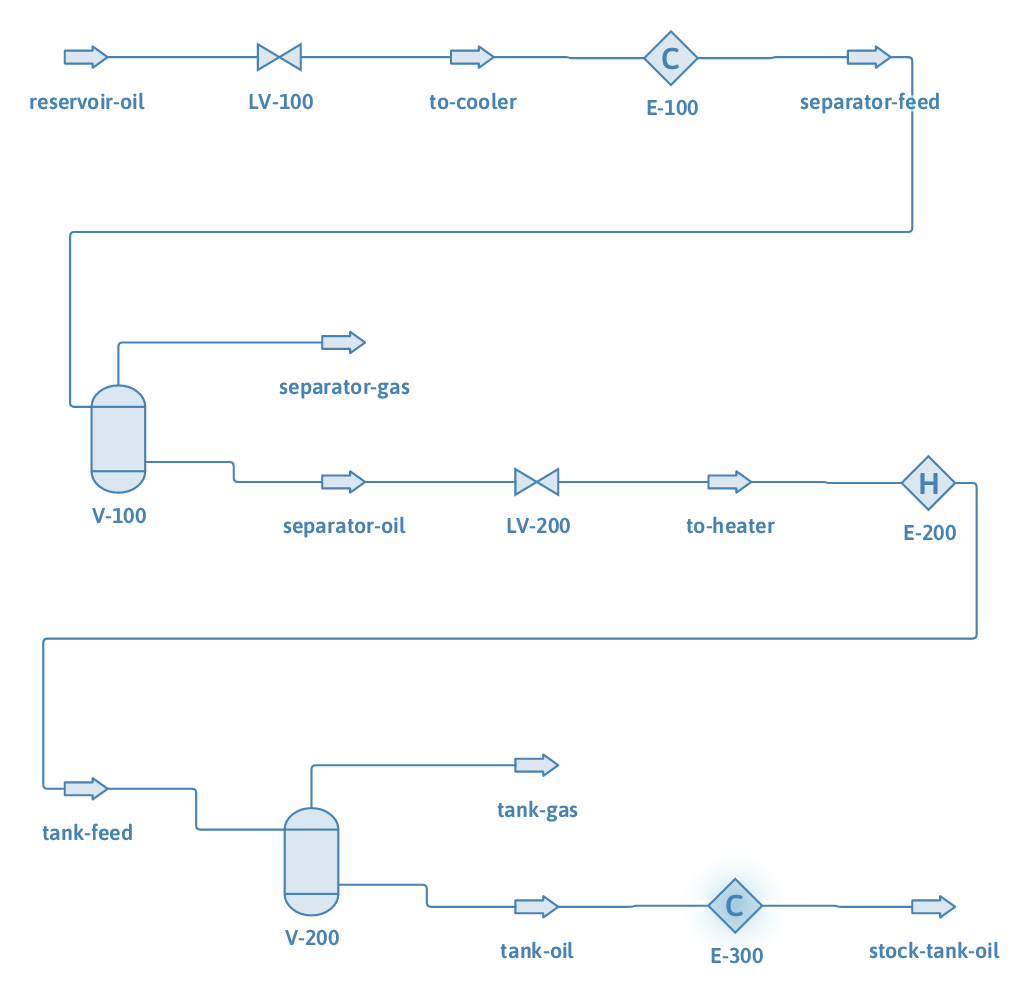 C
reservoir-oil
LV-100
to-cooler
E-100
separator-feed
separator-gas
V-100
separator-oil
LV-200
to-heater
H
E-200
tank-feed
tank-gas
V-200
tank-oil
C
E-300
stock-tank-oil